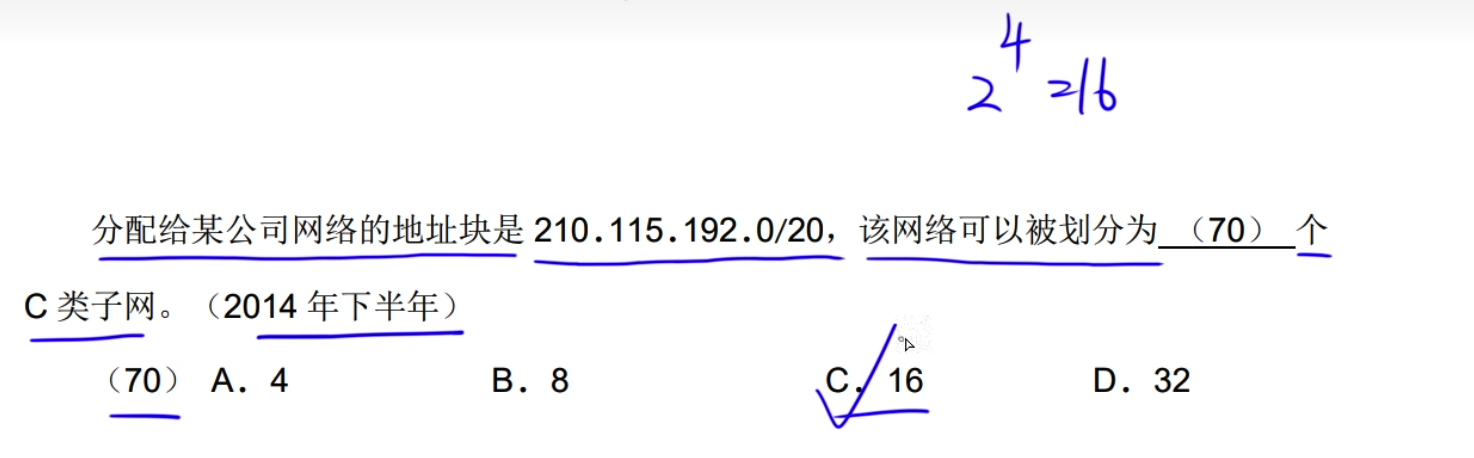 2^4=16
分配给某公司网络的地址块是 210.115.192.0/20，该网络可以被划分为 （70） 个
C 类子网。（2014 年下半年）
（70） A. 4 B. 8 C. 16 D. 32